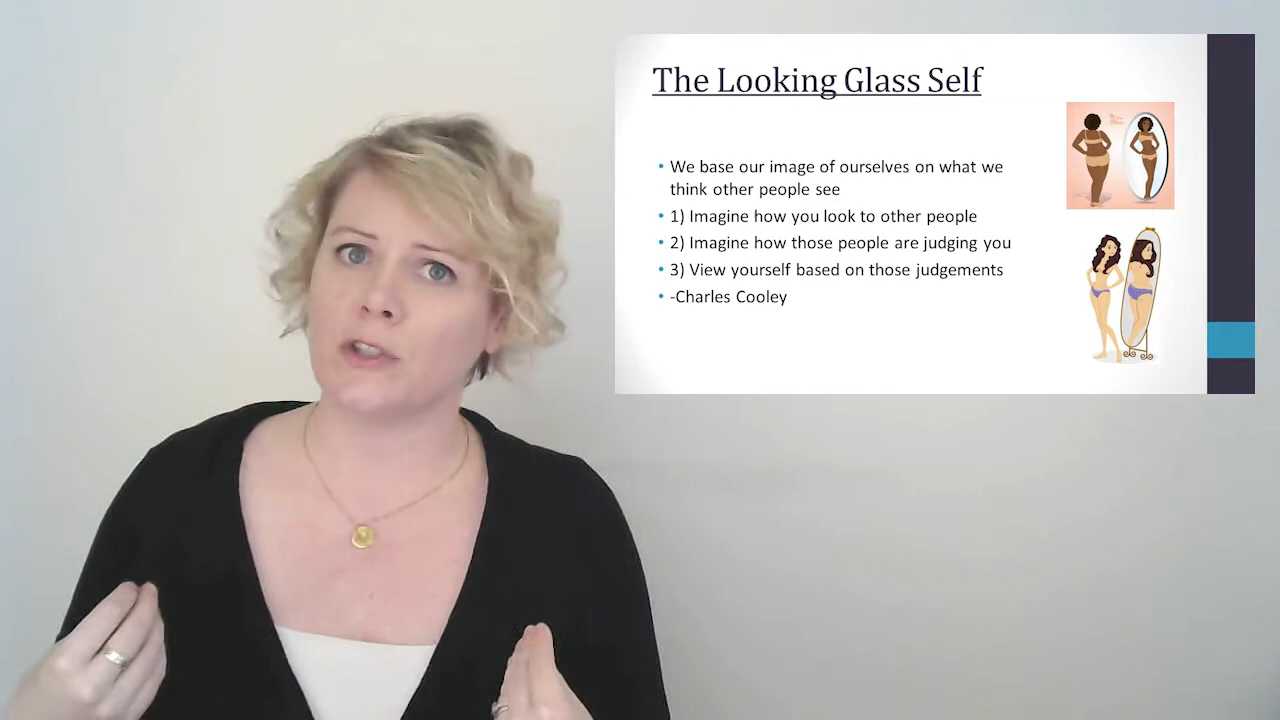 The Looking Glass Self
• We base our image of ourselves on what we
think other people see
• 1) Imagine how you look to other people
• 2) Imagine how those people are judging you
• 3) View yourself based on those judgements
• -Charles Cooley